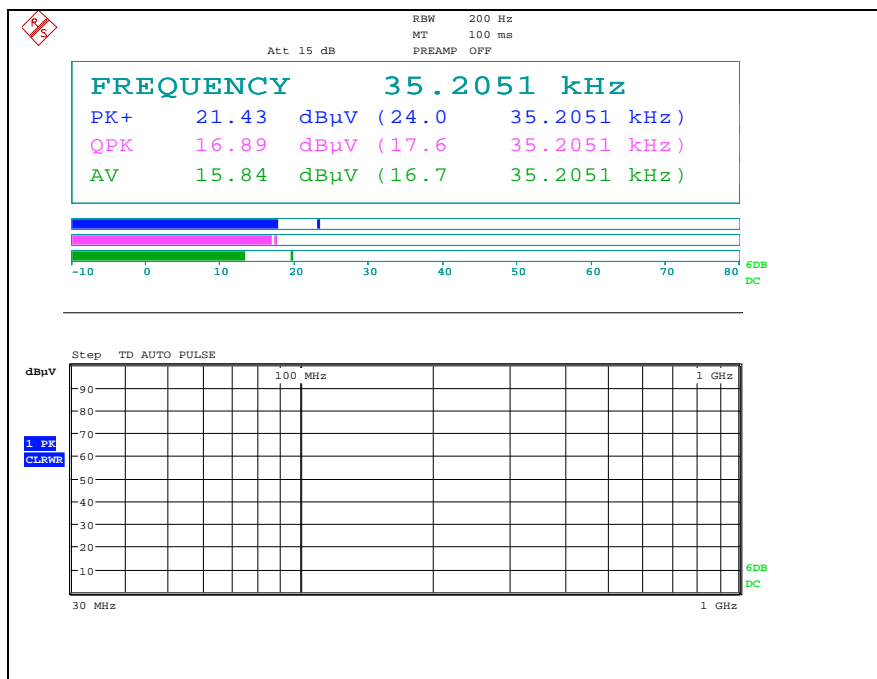 R S
RBW 200 Hz
MT 100 ms
Att 15 dB PREAMP OFF
FREQUENCY 35.2051 kHz
PK+ 21.43 dBµV (24.0 35.2051 kHz)
QPK 16.89 dBµV (17.6 35.2051 kHz)
AV 15.84 dBµV (16.7 35.2051 kHz)
-10 0 10 20 30 40 50 60 70 80
6DB
DC
Step TD AUTO PULSE
dBµV
100 MHz 1 GHz
90
80
70
1 PK
CLRWR
60
50
40
30
20
10
6DB
DC
30 MHz 1 GHz